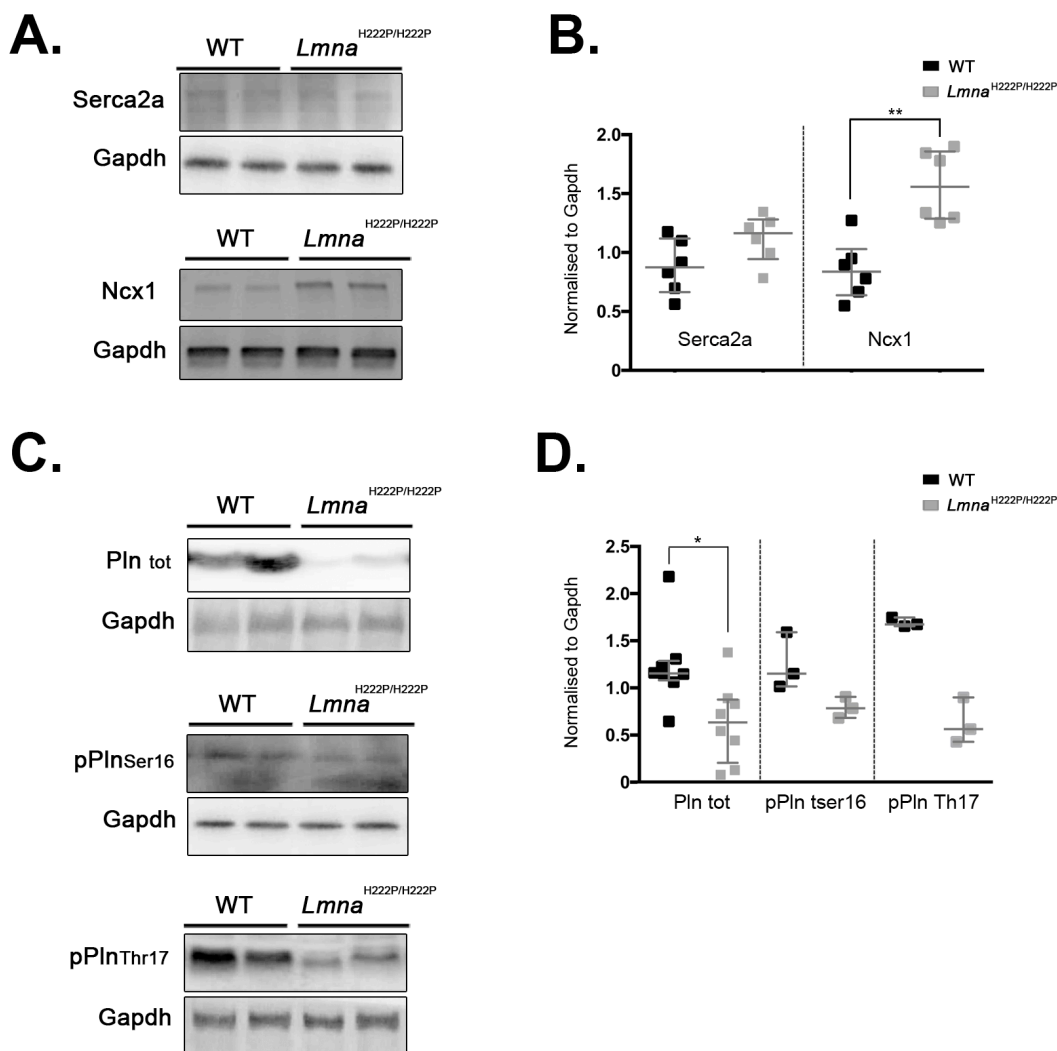 A.
WT Lmna H222P/H222P
Serca2a
Gapdh
WT Lmna H222P/H222P
Ncx1
Gapdh
B.
WT
Lmna H222P/H222P
**
2.0
1.5
1.0
0.5
0
Normalised to Gapdh
Serca2a Ncx1
C.
WT Lmna H222P/H222P
Pln tot
Gapdh
WT Lmna H222P/H222P
pPlnSer16
Gapdh
WT Lmna H222P/H222P
pPlnThr17
Gapdh
D.
WT
Lmna H222P/H222P
*
2.5
2.0
1.5
1.0
0.5
0
Normalised to Gapdh
Pln tot pPln tser16 pPln Th17